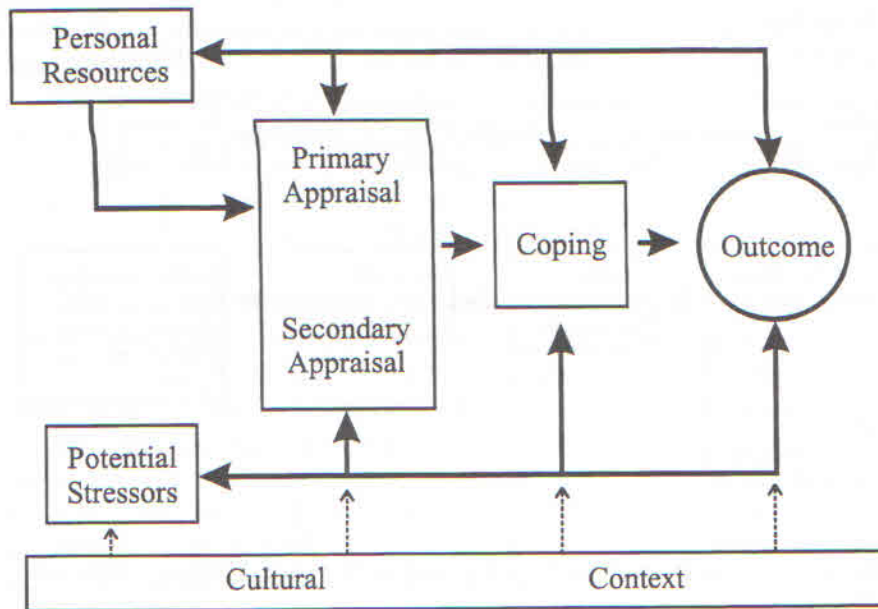 Personal
Resources
Primary
Appraisal
Coping
Outcome
Secondary
Appraisal
Potential
Stressors
Cultural Context